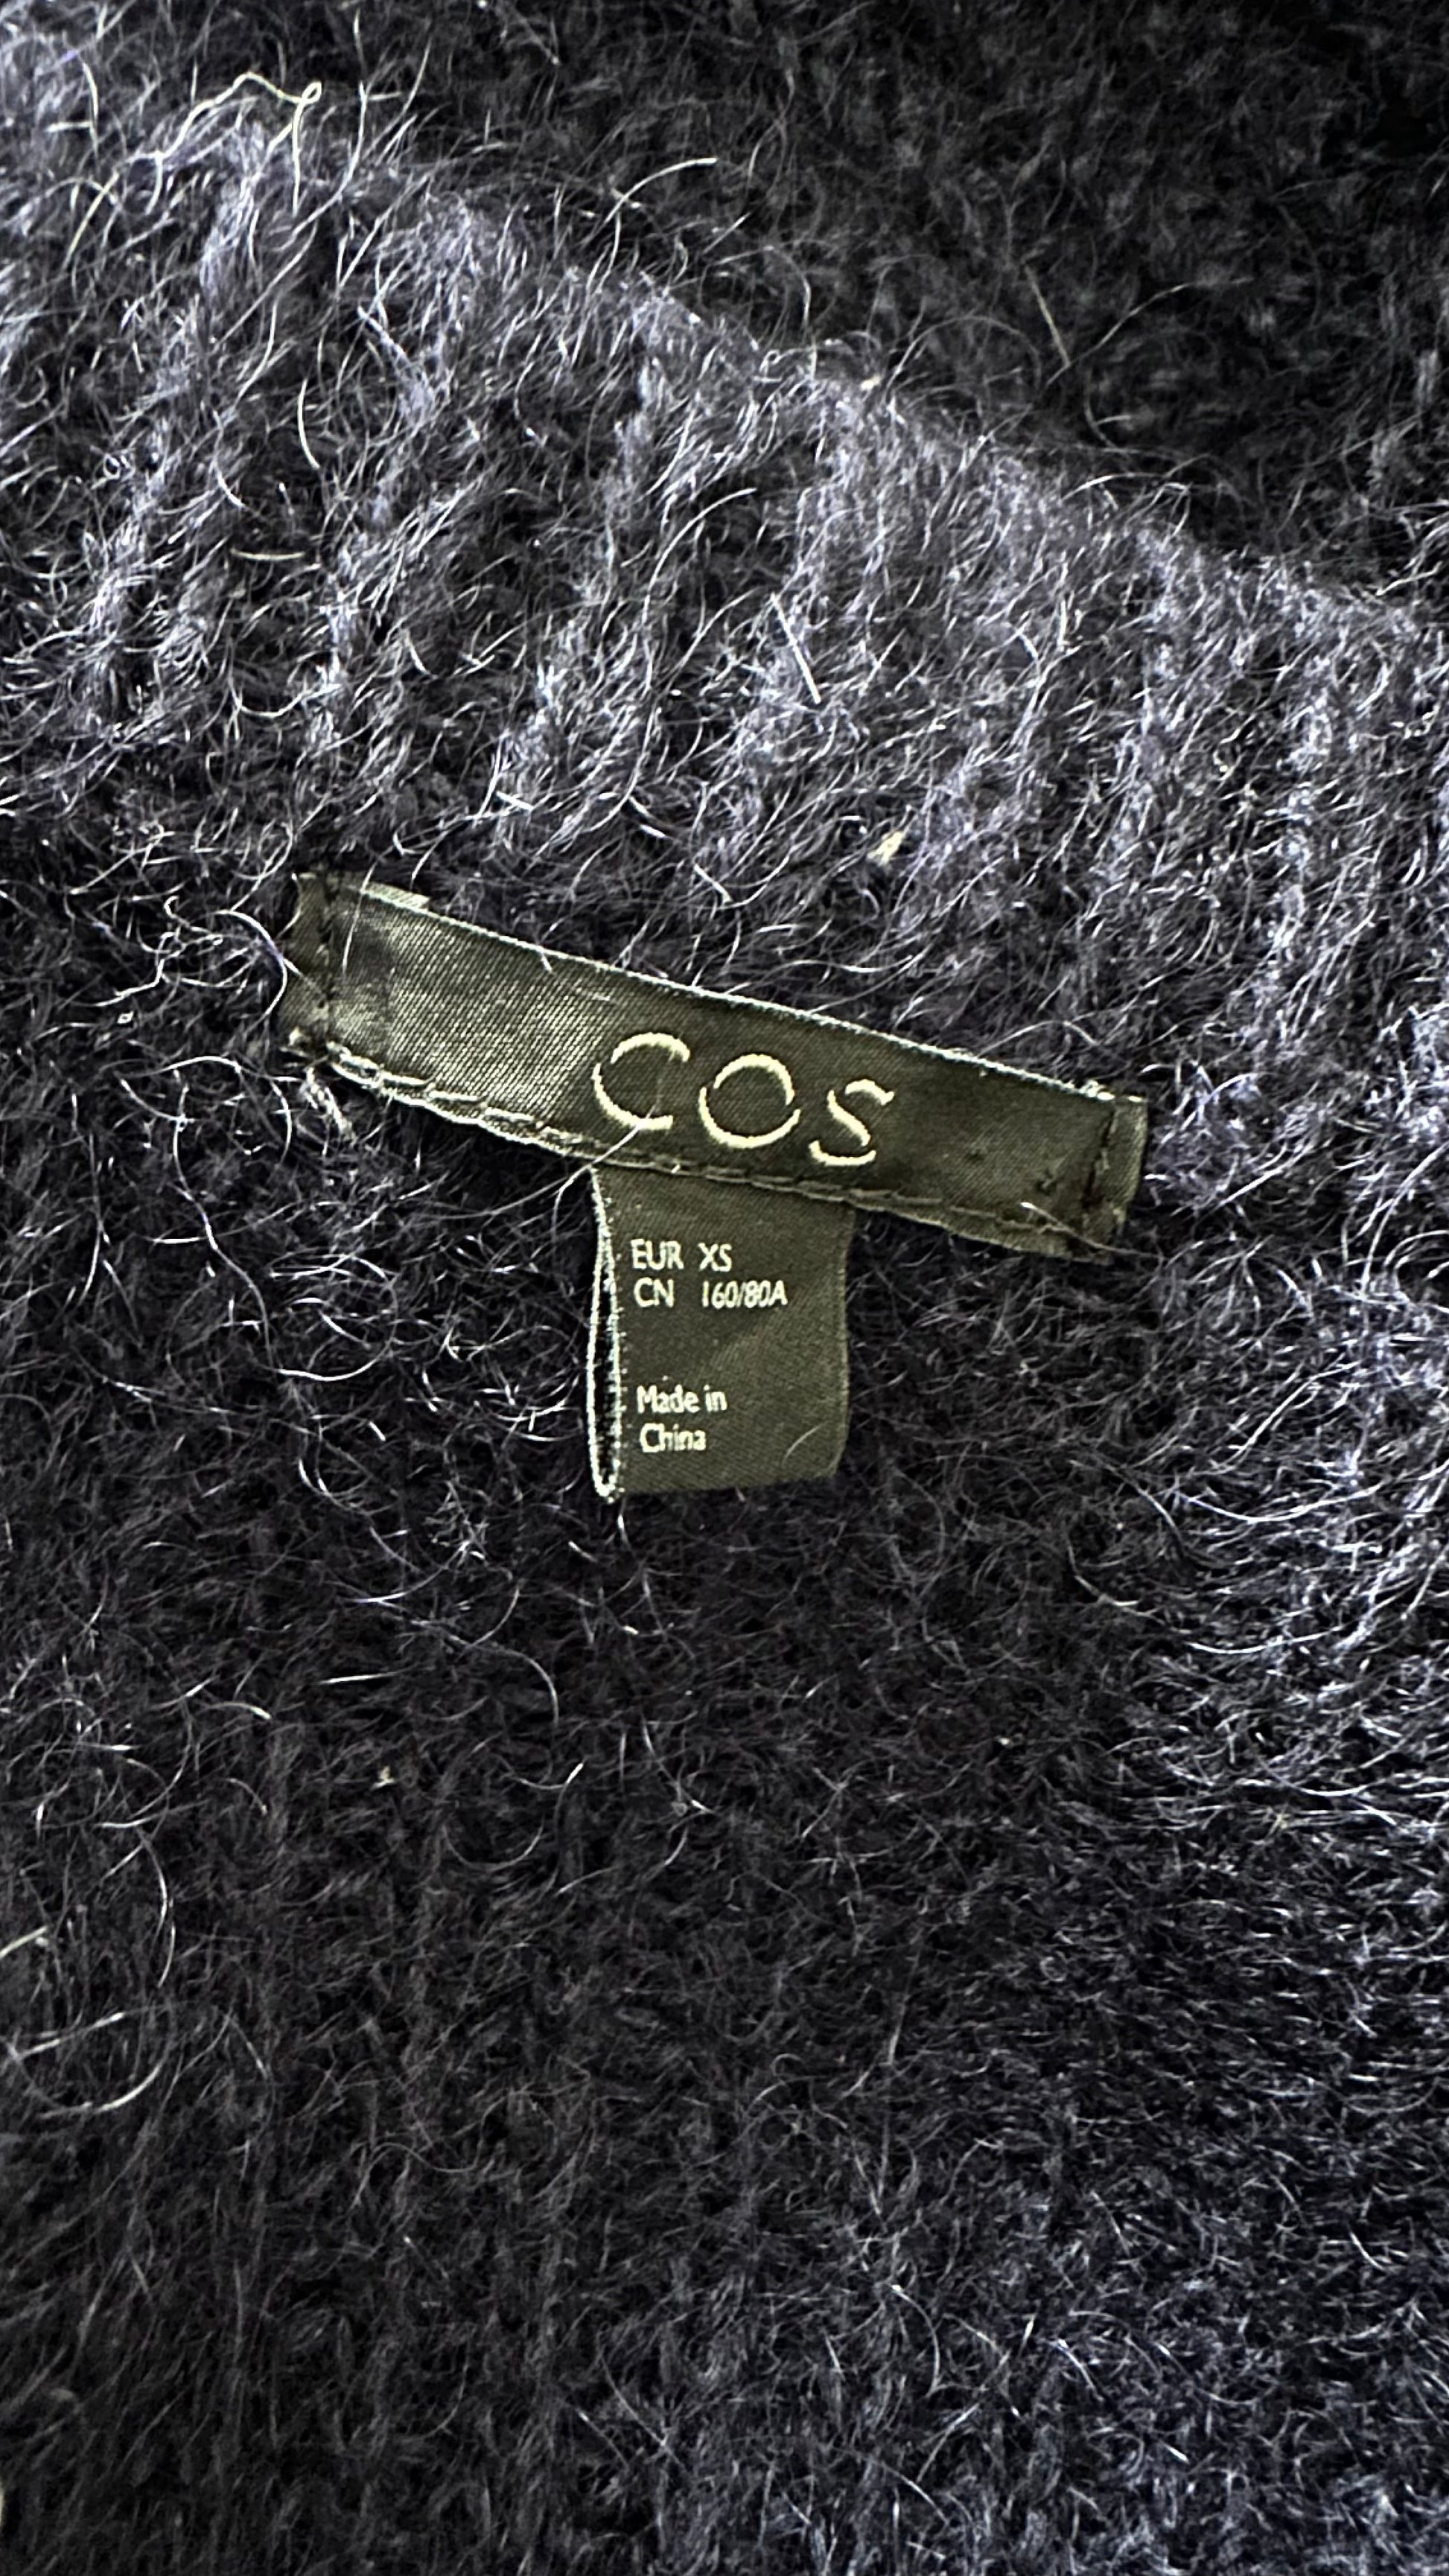 COS
EUR XS
CN 160/80A
Made in
China